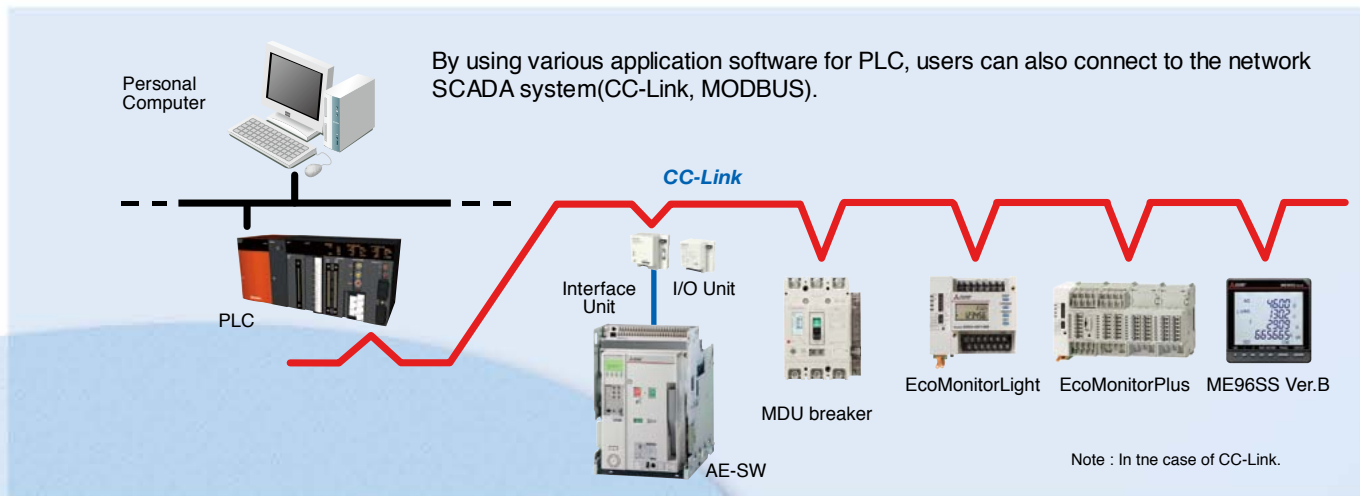 By using various application software for PLC, users can also connect to the network
SCADA system(CC-Link, MODBUS).
Personal
Computer
CC-Link
PLC
Interface
Unit
I/O Unit
AE-SW
MDU breaker
EcoMonitorLight
EcoMonitorPlus
ME96SS Ver.B
Note : In tne case of CC-Link.